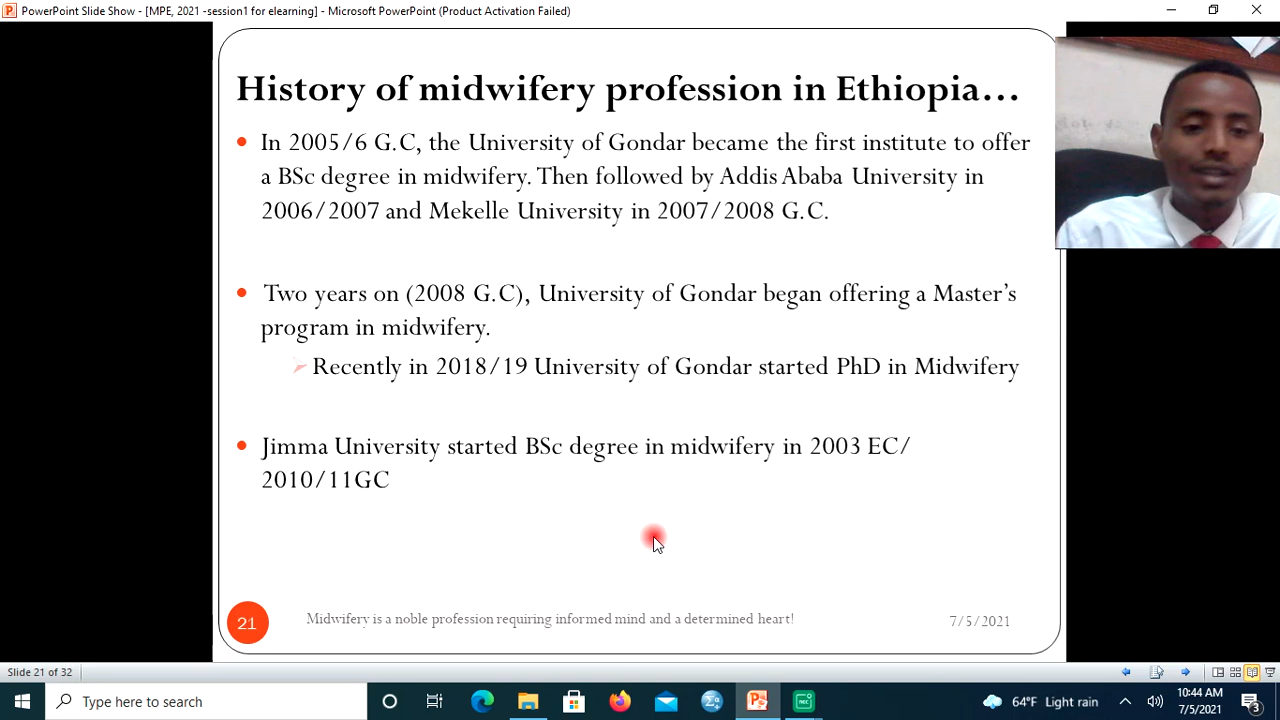 PowerPoint Slide Show - [MPE, 2021 -session1 for elearning] - Microsoft PowerPoint (Product Activation Failed)
History of midwifery profession in Ethiopia…
• In 2005/6 G.C, the University of Gondar became the first institute to offer
a BSc degree in midwifery. Then followed by Addis Ababa University in
2006/2007 and Mekelle University in 2007/2008 G.C.
• Two years on (2008 G.C), University of Gondar began offering a Master's
program in midwifery.
➢ Recently in 2018/19 University of Gondar started PhD in Midwifery
• Jimma University started BSc degree in midwifery in 2003 EC/
2010/11GC
21
Midwifery is a noble profession requiring informed mind and a determined heart!
7/5/2021
Slide 21 of 32
Type here to search
64°F Light rain
10:44 AM
7/5/2021
3